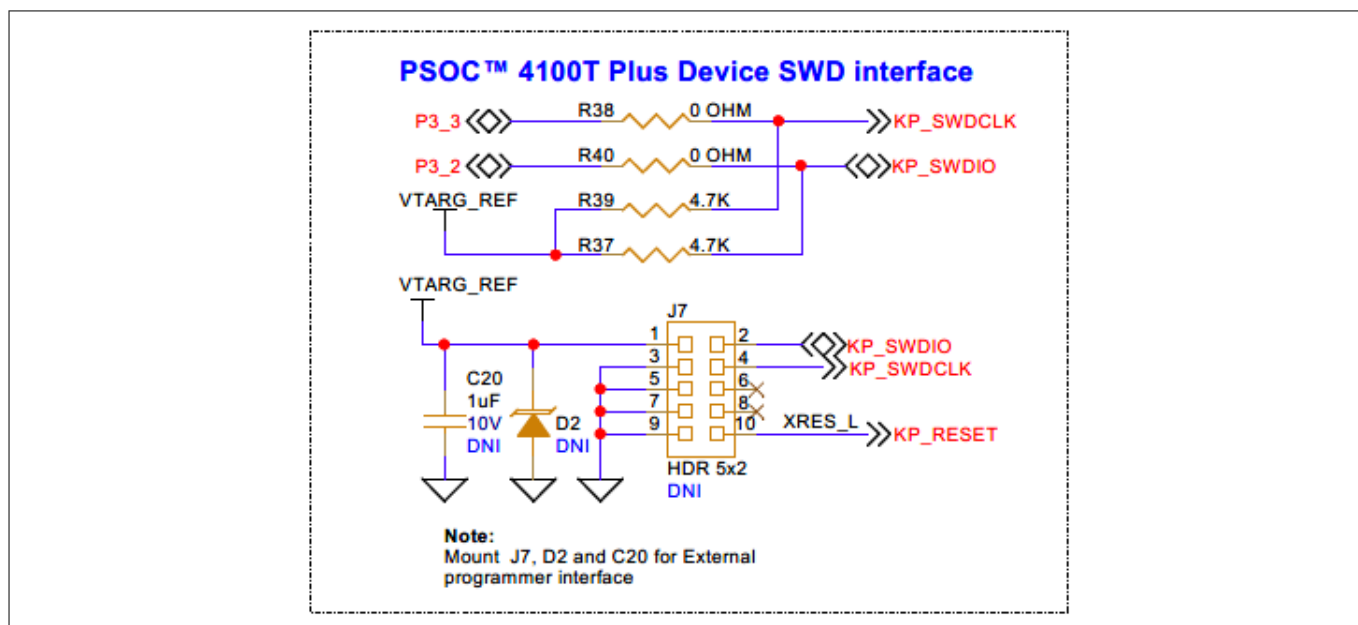 PSOC™ 4100T Plus Device SWD interface
P3_3 R38 0 OHM KP_SWDCLK
P3_2 R40 0 OHM KP_SWDIO
VTARG_REF R39 4.7K
R37 4.7K
VTARG_REF
J7
1 2 KP_SWDIO
3 4 KP_SWDCLK
C20 5 6
1uF 7 8
10V D2 9 10 XRES_L KP_RESET
DNI DNI
HDR 5x2
DNI
Note:
Mount J7, D2 and C20 for External
programmer interface